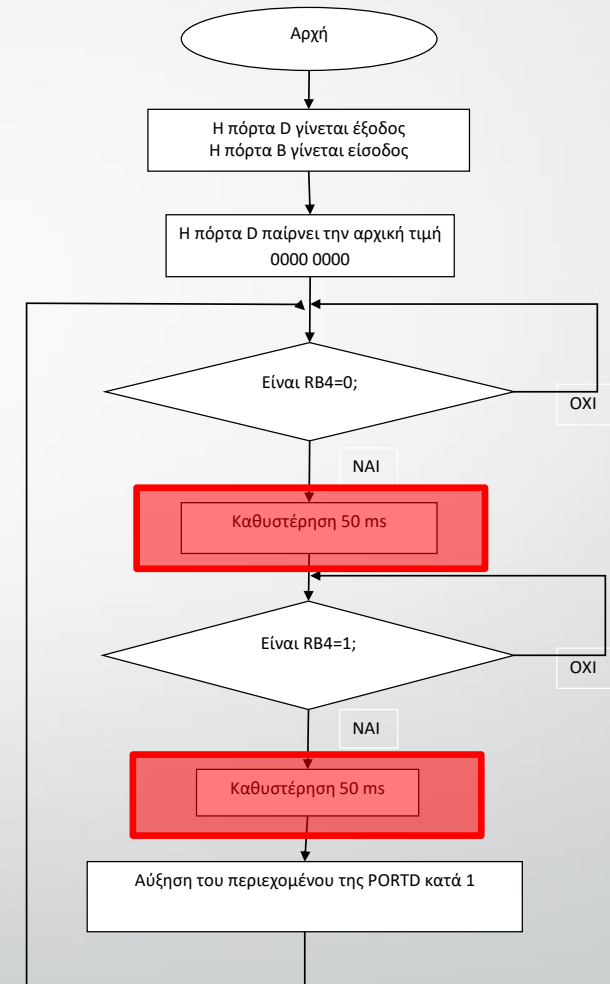 Αρχή
Η πόρτα D γίνεται έξοδος
Η πόρτα Β γίνεται είσοδος
Η πόρτα D παίρνει την αρχική τιμή
0000 0000
Είναι RB4=0;
ΟΧΙ
ΝΑΙ
Καθυστέρηση 50 ms
Είναι RB4=1;
ΟΧΙ
ΝΑΙ
Καθυστέρηση 50 ms
Αύξηση του περιεχομένου της PORTD κατά 1